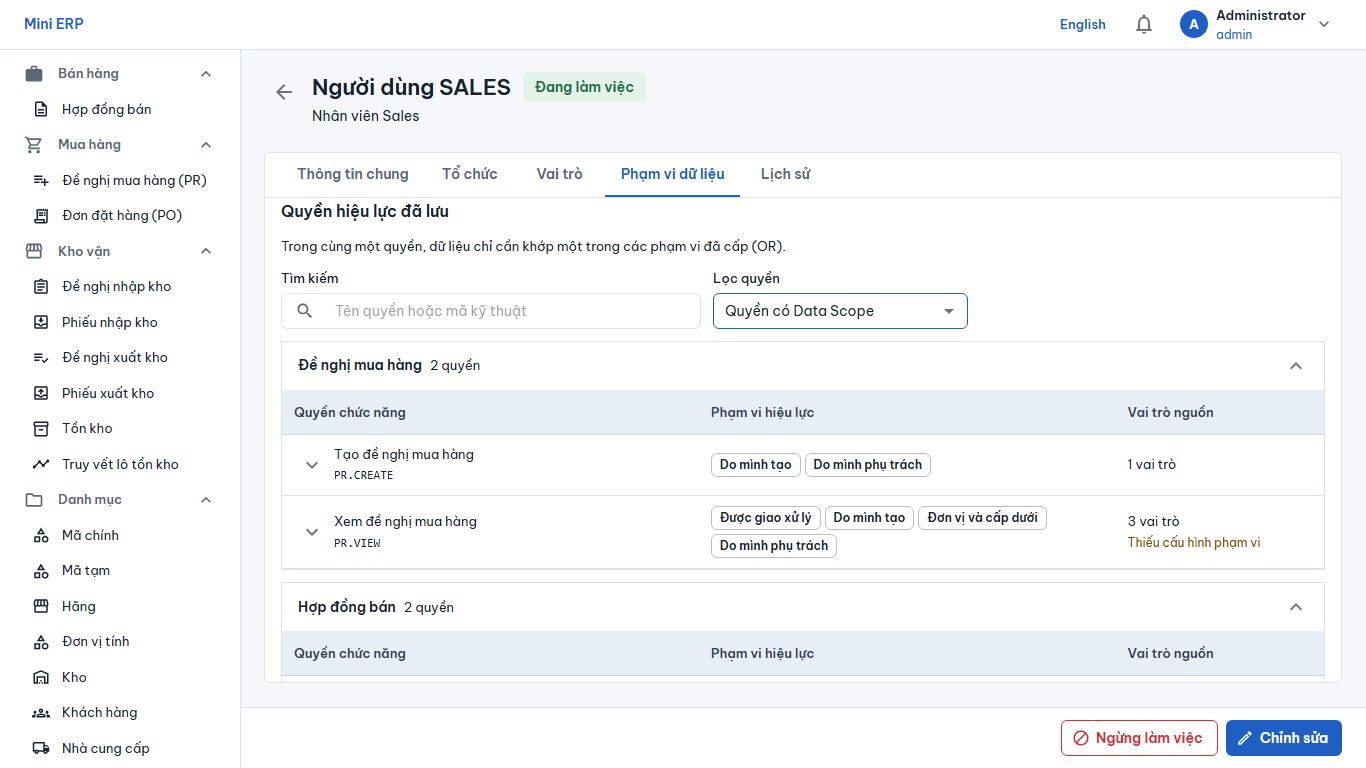 Mini ERP
English
A
Administrator
admin
Bán hàng
Hợp đồng bán
Mua hàng
Đề nghị mua hàng (PR)
Đơn đặt hàng (PO)
Kho vận
Đề nghị nhập kho
Phiếu nhập kho
Đề nghị xuất kho
Phiếu xuất kho
Tồn kho
Truy vết lô tồn kho
Danh mục
Mã chính
Mã tạm
Hãng
Đơn vị tính
Kho
Khách hàng
Nhà cung cấp
Người dùng SALES
Đang làm việc
Nhân viên Sales
Thông tin chung
Tổ chức
Vai trò
Phạm vi dữ liệu
Lịch sử
Quyền hiệu lực đã lưu
Trong cùng một quyền, dữ liệu chỉ cần khớp một trong các phạm vi đã cấp (OR).
Tìm kiếm
Lọc quyền
Tên quyền hoặc mã kỹ thuật
Quyền có Data Scope
Đề nghị mua hàng 2 quyền
Quyền chức năng
Phạm vi hiệu lực
Vai trò nguồn
Tạo đề nghị mua hàng
PR.CREATE
Do mình tạo
Do mình phụ trách
1 vai trò
Xem đề nghị mua hàng
PR.VIEW
Được giao xử lý
Do mình tạo
Đơn vị và cấp dưới
Do mình phụ trách
3 vai trò
Thiếu cấu hình phạm vi
Hợp đồng bán 2 quyền
Quyền chức năng
Phạm vi hiệu lực
Vai trò nguồn
Ngừng làm việc
Chỉnh sửa